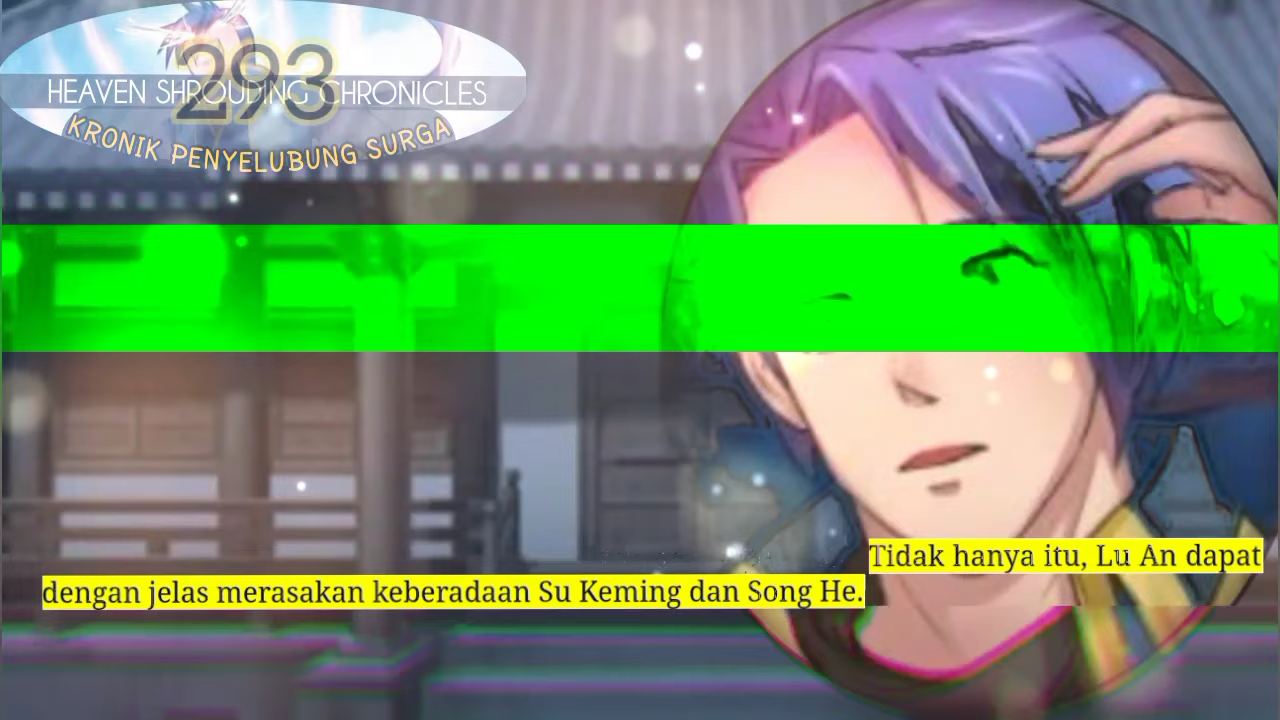 293
HEAVEN SHROUDING CHRONICLES
KRONIK PENYELUBUNG SURGA
Tidak hanya itu, Lu An dapat
dengan jelas merasakan keberadaan Su Keming dan Song He.